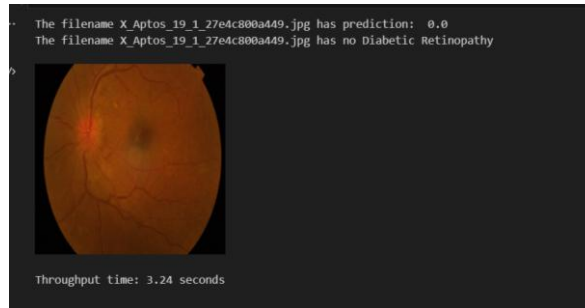 The filename X_Aptos_19_1_27e4c800a449.jpg has prediction:  0.0
The filename X_Aptos_19_1_27e4c800a449.jpg has no Diabetic Retinopathy
Throughput time: 3.24 seconds